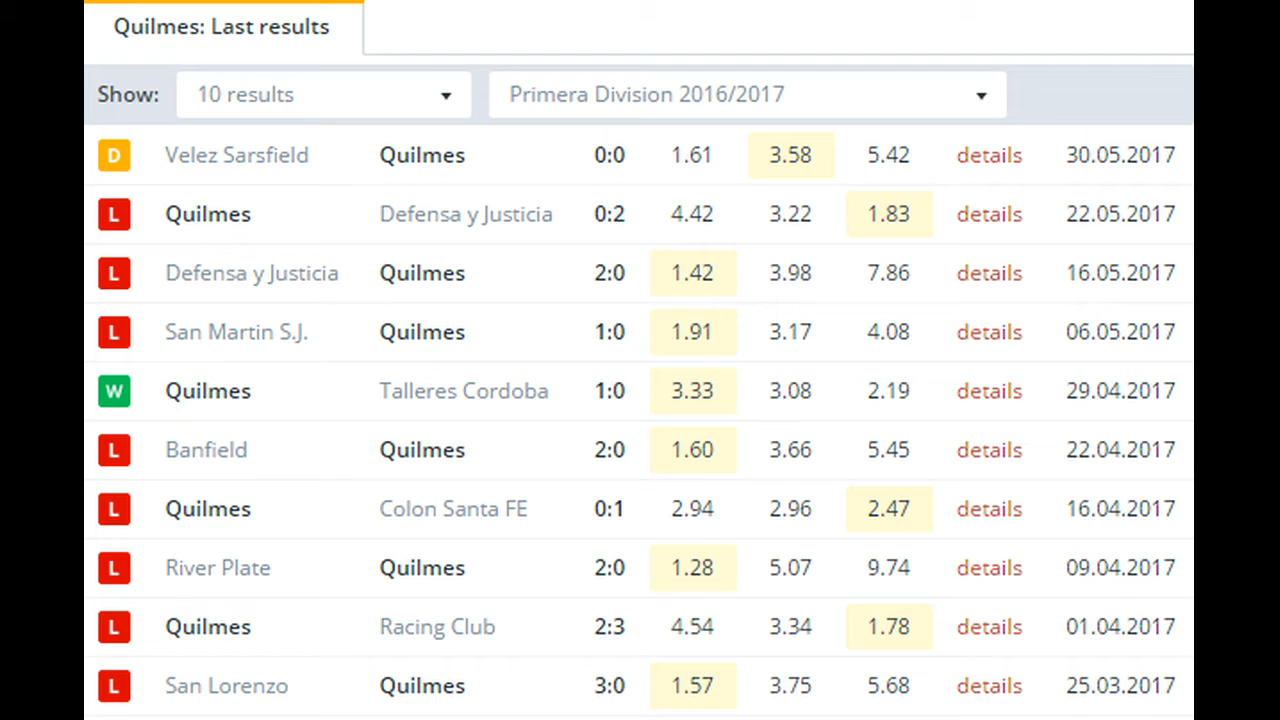 Quilmes: Last results
Show: 10 results Primera Division 2016/2017
D Velez Sarsfield Quilmes 0:0 1.61 3.58 5.42 details 30.05.2017
L Quilmes Defensa y Justicia 0:2 4.42 3.22 1.83 details 22.05.2017
L Defensa y Justicia Quilmes 2:0 1.42 3.98 7.86 details 16.05.2017
L San Martin S.J. Quilmes 1:0 1.91 3.17 4.08 details 06.05.2017
W Quilmes Talleres Cordoba 1:0 3.33 3.08 2.19 details 29.04.2017
L Banfield Quilmes 2:0 1.60 3.66 5.45 details 22.04.2017
L Quilmes Colon Santa FE 0:1 2.94 2.96 2.47 details 16.04.2017
L River Plate Quilmes 2:0 1.28 5.07 9.74 details 09.04.2017
L Quilmes Racing Club 2:3 4.54 3.34 1.78 details 01.04.2017
L San Lorenzo Quilmes 3:0 1.57 3.75 5.68 details 25.03.2017